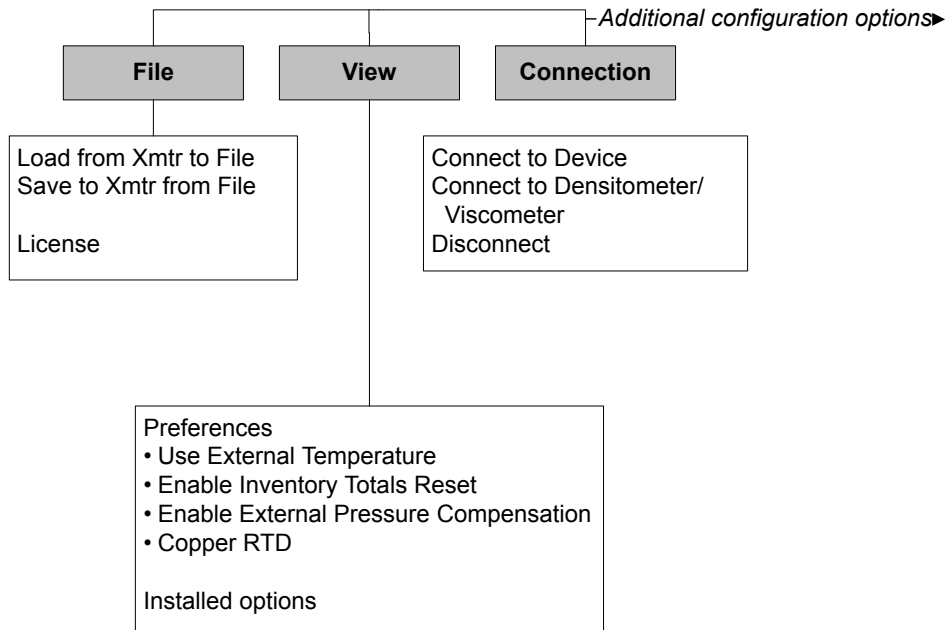 Additional configuration options►
File
View
Connection
Load from Xmtr to File
Save to Xmtr from File
License
Connect to Device
Connect to Densitometer/
Viscometer
Disconnect
Preferences
• Use External Temperature
• Enable Inventory Totals Reset
• Enable External Pressure Compensation
• Copper RTD
Installed options